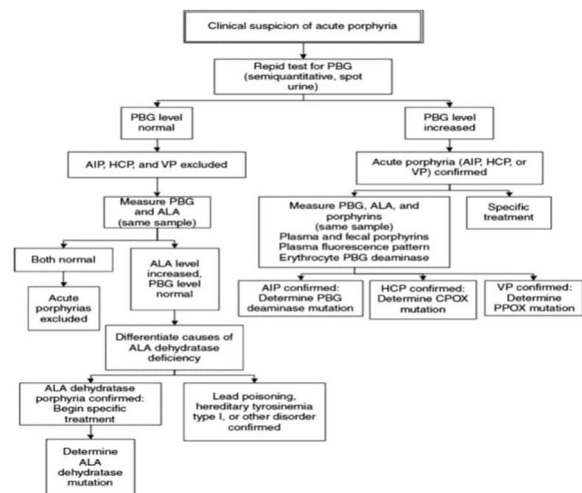 Clinical suspicion of acute porphyria
Repid test for PBG
(semiquantitative, spot
urine)
PBG level
normal
PBG level
increased
AIP, HCP, and VP excluded
Acute porphyria (AIP, HCP, or
VP) confirmed
Measure PBG
and ALA
(same sample)
Measure PBG, ALA, and
porphyrins
(same sample)
Plasma and fecal porphyrins
Plasma fluorescence pattern
Erythrocyte PBG deaminase
Specific
treatment
Both normal
ALA level
increased,
PBG level
normal
Acute
porphyrias
excluded
AIP confirmed:
Determine PBG
deaminase mutation
HCP confirmed:
Determine CPOX
mutation
VP confirmed:
Determine
PPOX mutation
Differentiate causes of
ALA dehydratase
deficiency
ALA dehydratase
porphyria confirmed:
Begin specific
treatment
Lead poisoning,
hereditary tyrosinemia
type I, or other disorder
confirmed
Determine
ALA
dehydratase
mutation